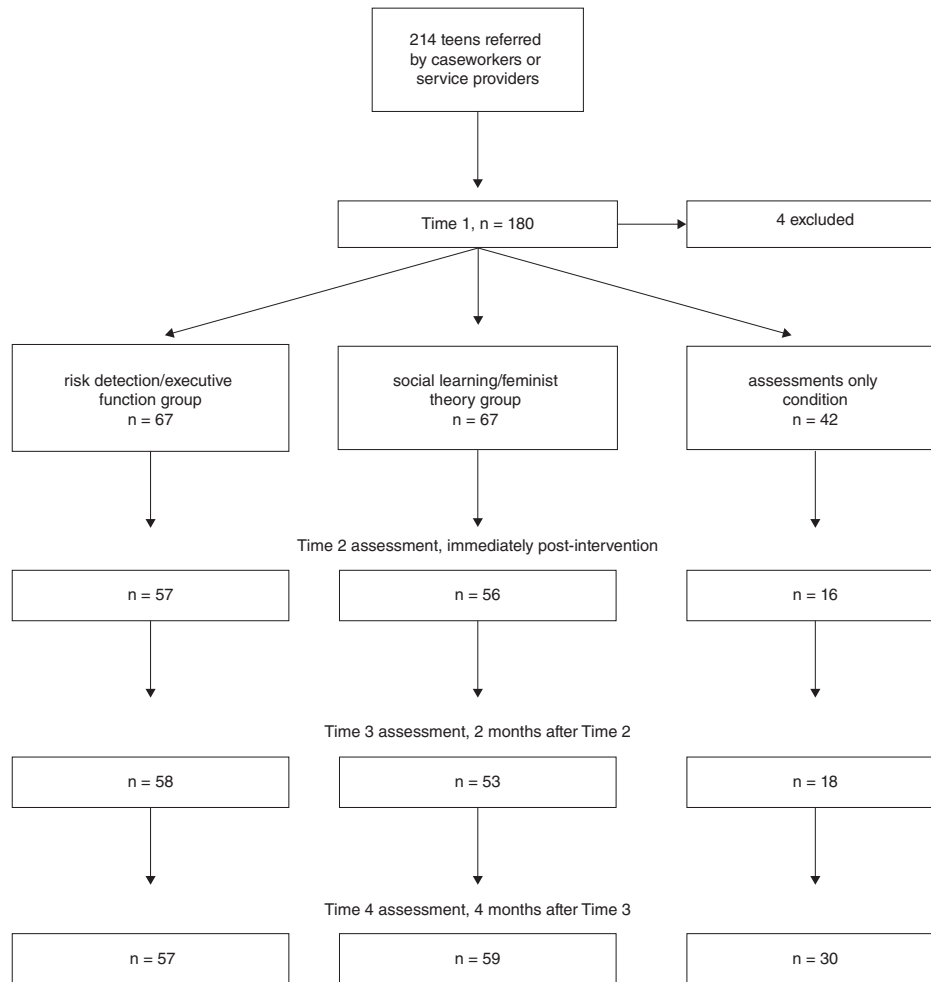 214 teens referred
by caseworkers or
service providers
Time 1, n = 180
4 excluded
risk detection/executive
function group
n = 67
social learning/feminist
theory group
n = 67
assessments only
condition
n = 42
Time 2 assessment, immediately post-intervention
n = 57
n = 56
n = 16
Time 3 assessment, 2 months after Time 2
n = 58
n = 53
n = 18
Time 4 assessment, 4 months after Time 3
n = 57
n = 59
n = 30